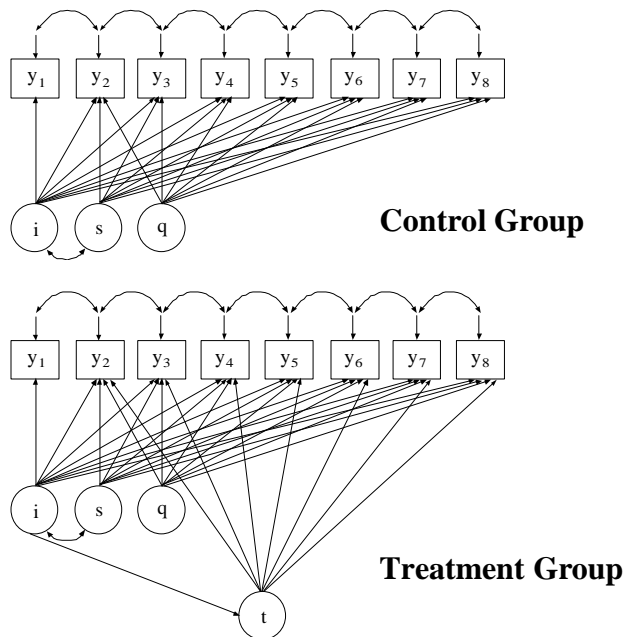 y₁ y₂ y₃ y₄ y₅ y₆ y₇ y₈
i s q
Control Group
y₁ y₂ y₃ y₄ y₅ y₆ y₇ y₈
i s q
Treatment Group
t